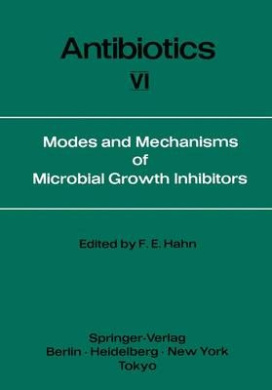 Antibiotics
VI
Modes and Mechanisms
of
Microbial Growth Inhibitors
Edited by F. E. Hahn
Springer-Verlag
Berlin · Heidelberg · New York
Tokyo